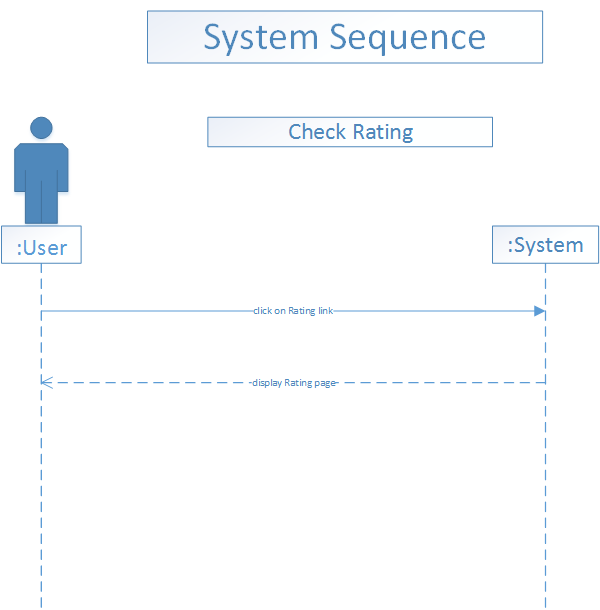 System Sequence
Check Rating
:User
:System
click on Rating link
display Rating page